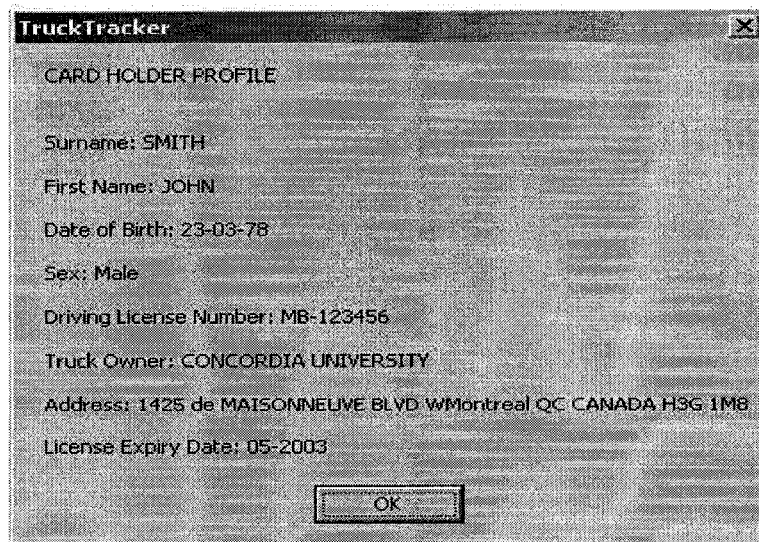 TruckTracker
CARD HOLDER PROFILE
Surname: SMITH
First Name: JOHN
Date of Birth: 23-03-78
Sex: Male
Driving License Number: MB-123456
Truck Owner: CONCORDIA UNIVERSITY
Address: 1425 de MAISONNEUVE BLVD WMontreal QC CANADA H3G 1M8
License Expiry Date: 05-2003
OK